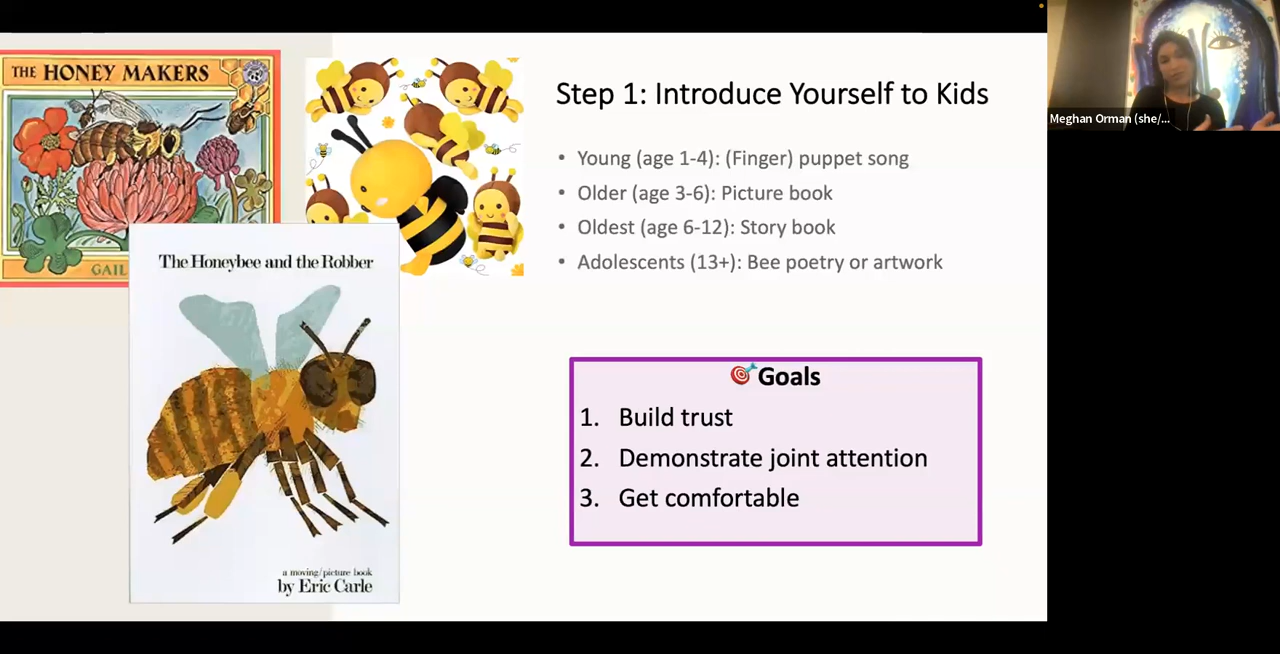 THE HONEY MAKERS
GAIL
The Honeybee and the Robber
a moving/picture book
by Eric Carle
Step 1: Introduce Yourself to Kids
• Young (age 1-4): (Finger) puppet song
• Older (age 3-6): Picture book
• Oldest (age 6-12): Story book
• Adolescents (13+): Bee poetry or artwork
🎯Goals
1. Build trust
2. Demonstrate joint attention
3. Get comfortable
Meghan Orman (she/...